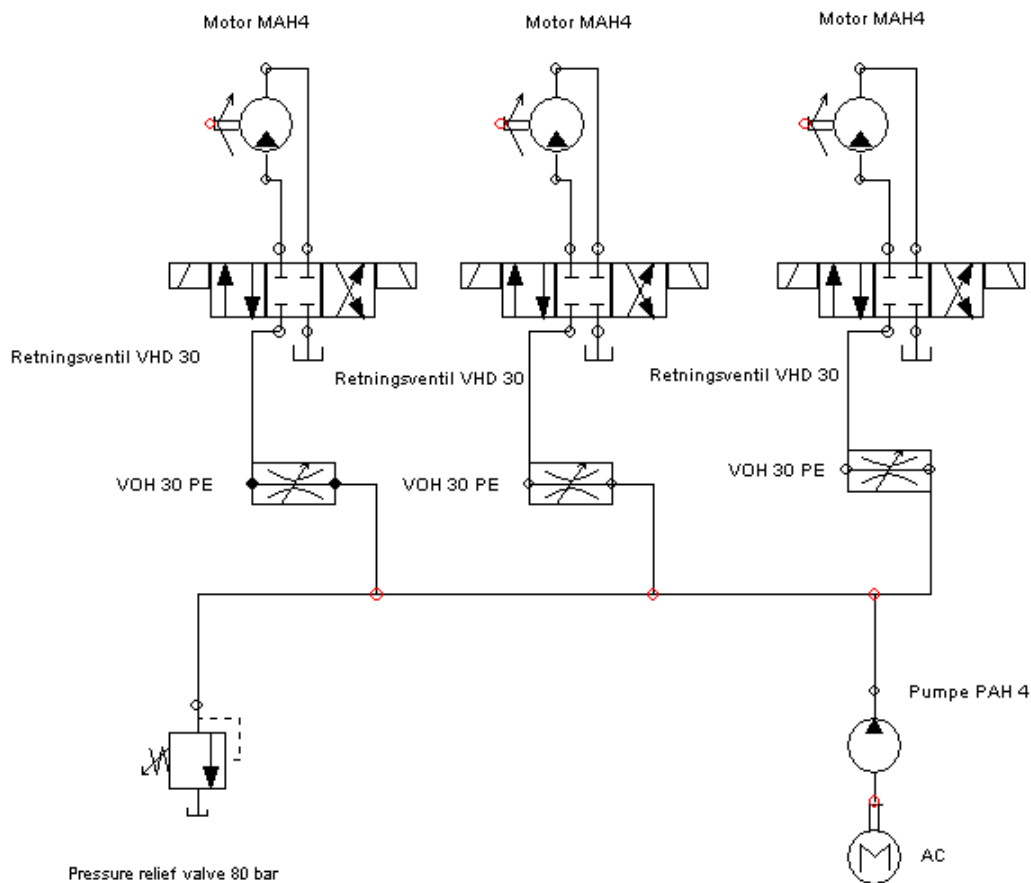 Motor MAH4
Motor MAH4
Motor MAH4
Retningsventil VHD 30
Retningsventil VHD 30
Retningsventil VHD 30
VOH 30 PE
VOH 30 PE
VOH 30 PE
Pumpe PAH 4
M
AC
Pressure relief valve 80 bar